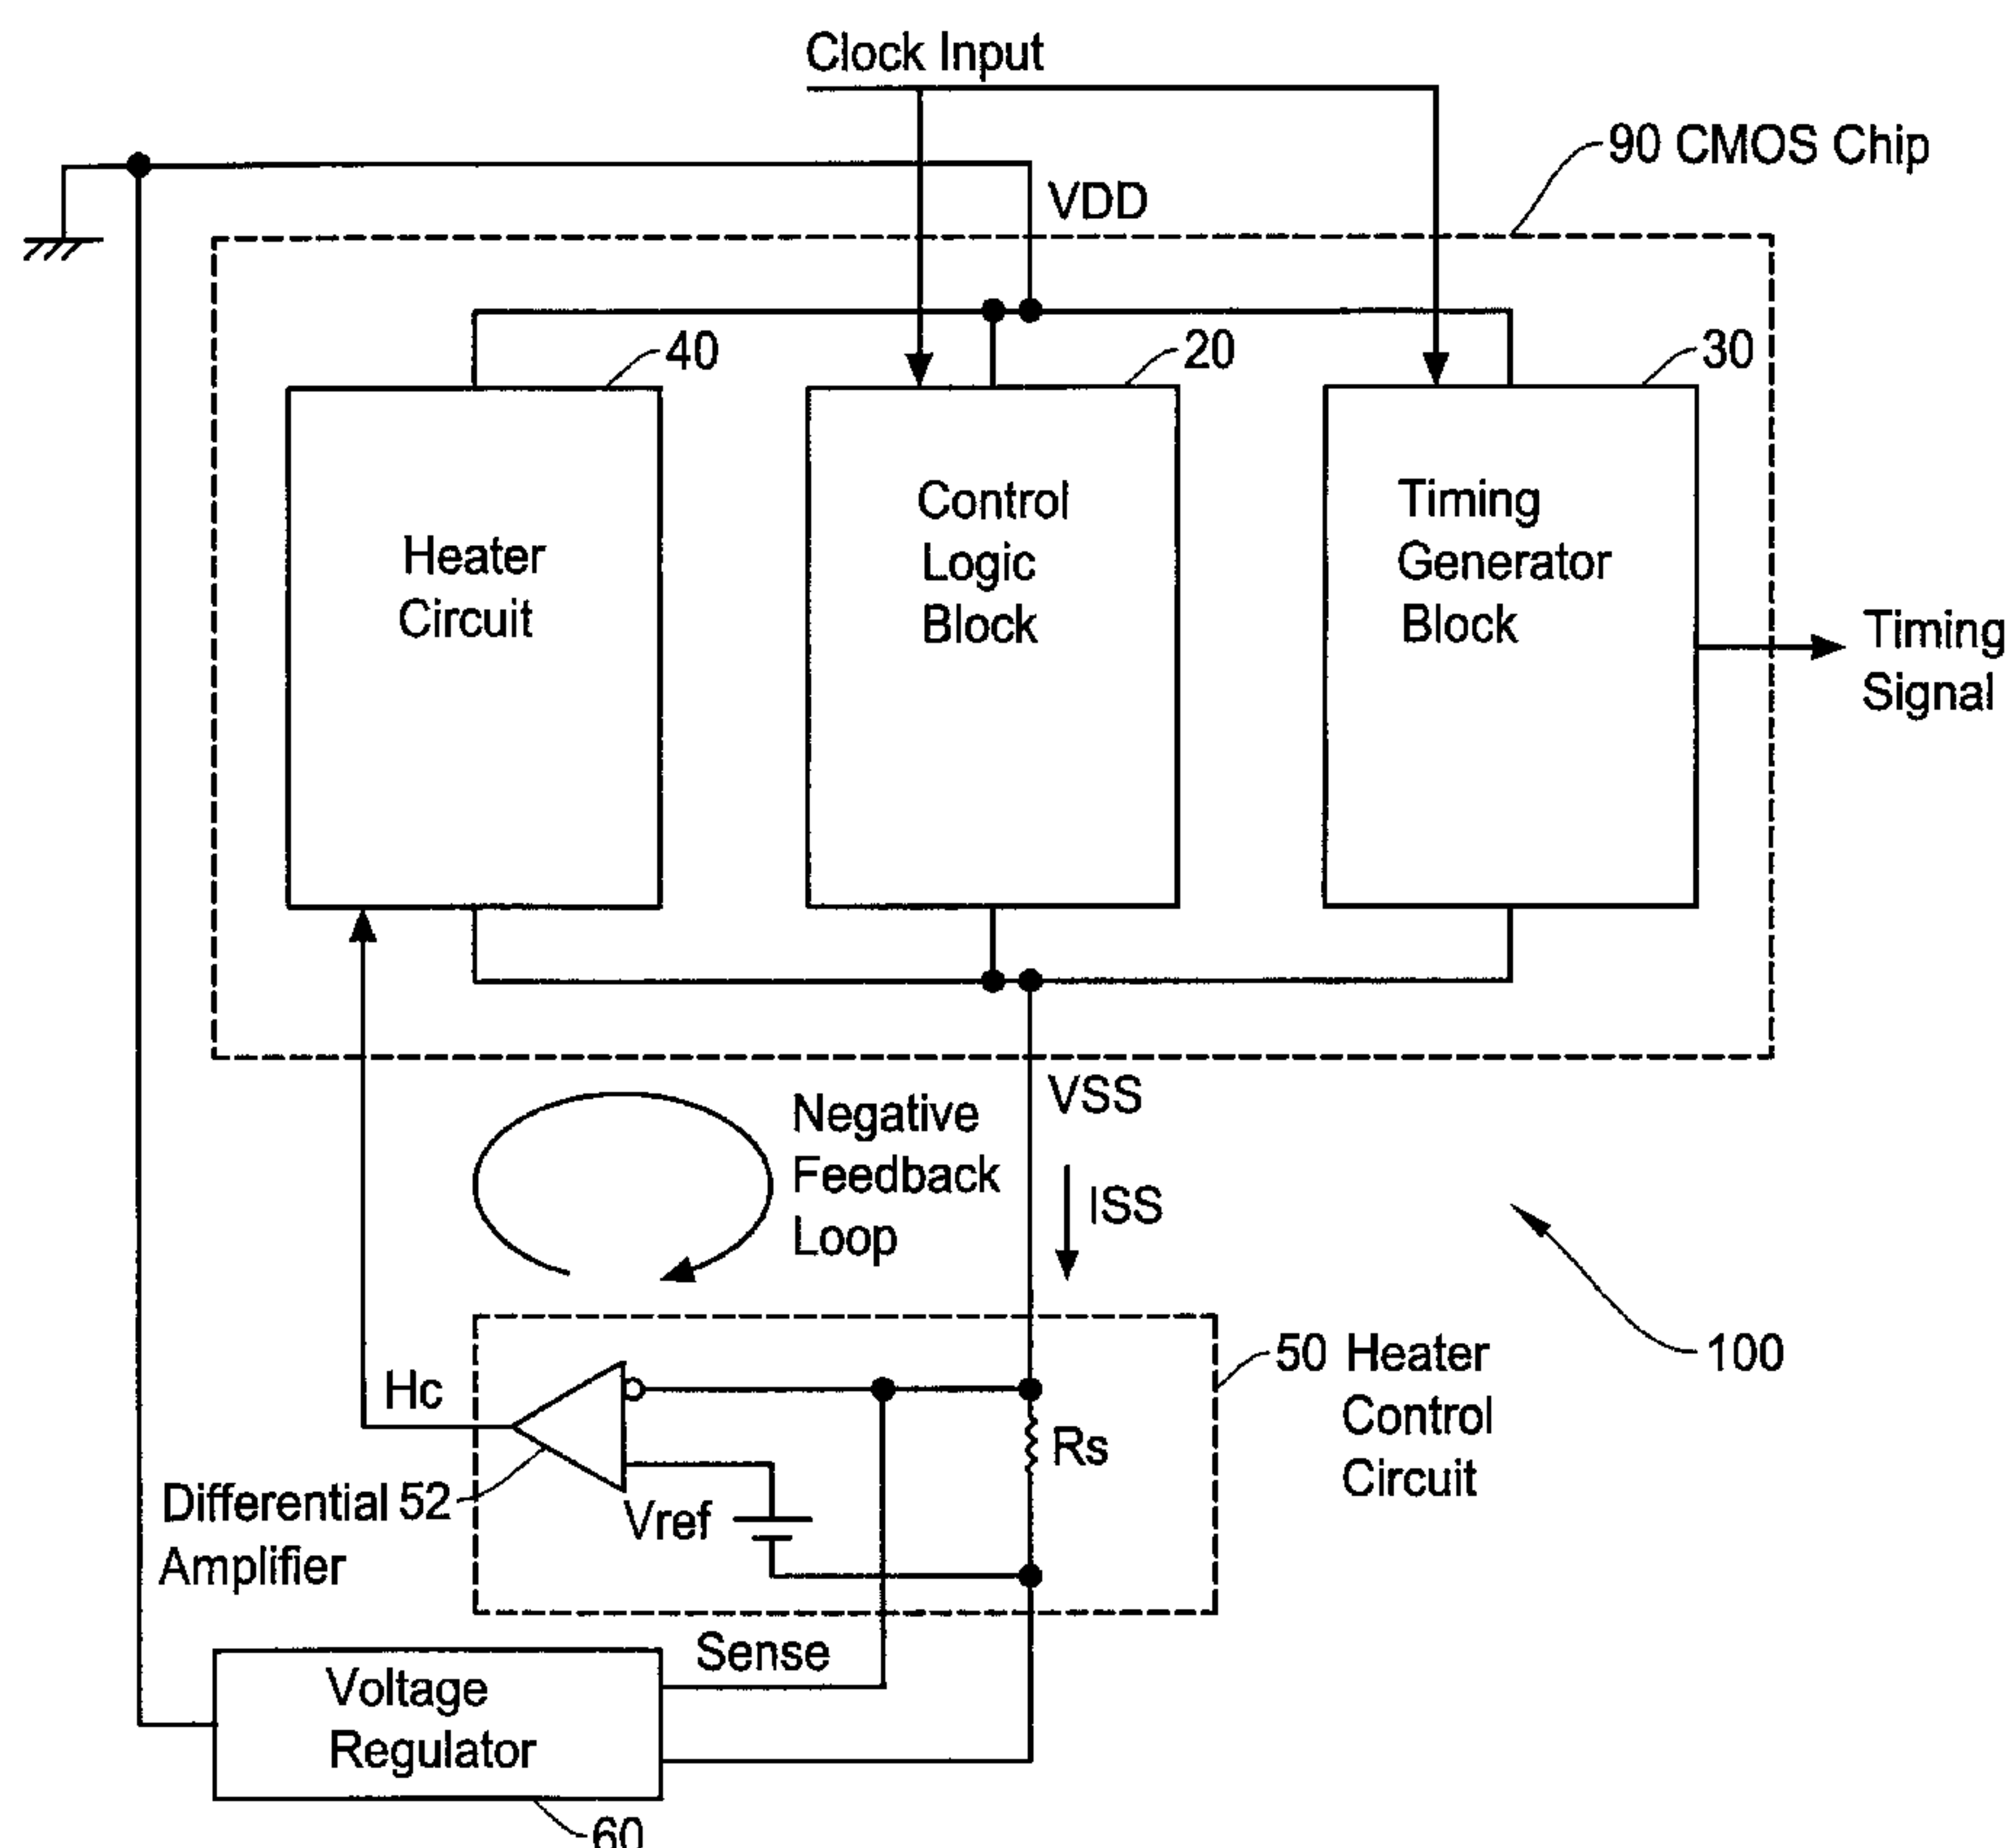 Clock Input
90 CMOS Chip
VDD
40
20
30
Heater
Circuit
Control
Logic
Block
Timing
Generator
Block
Timing
Signal
VSS
Negative
Feedback
Loop
ISS
100
50 Heater
Control
Circuit
Hc
Rs
Differential 52
Amplifier
Vref
Sense
Voltage
Regulator
60